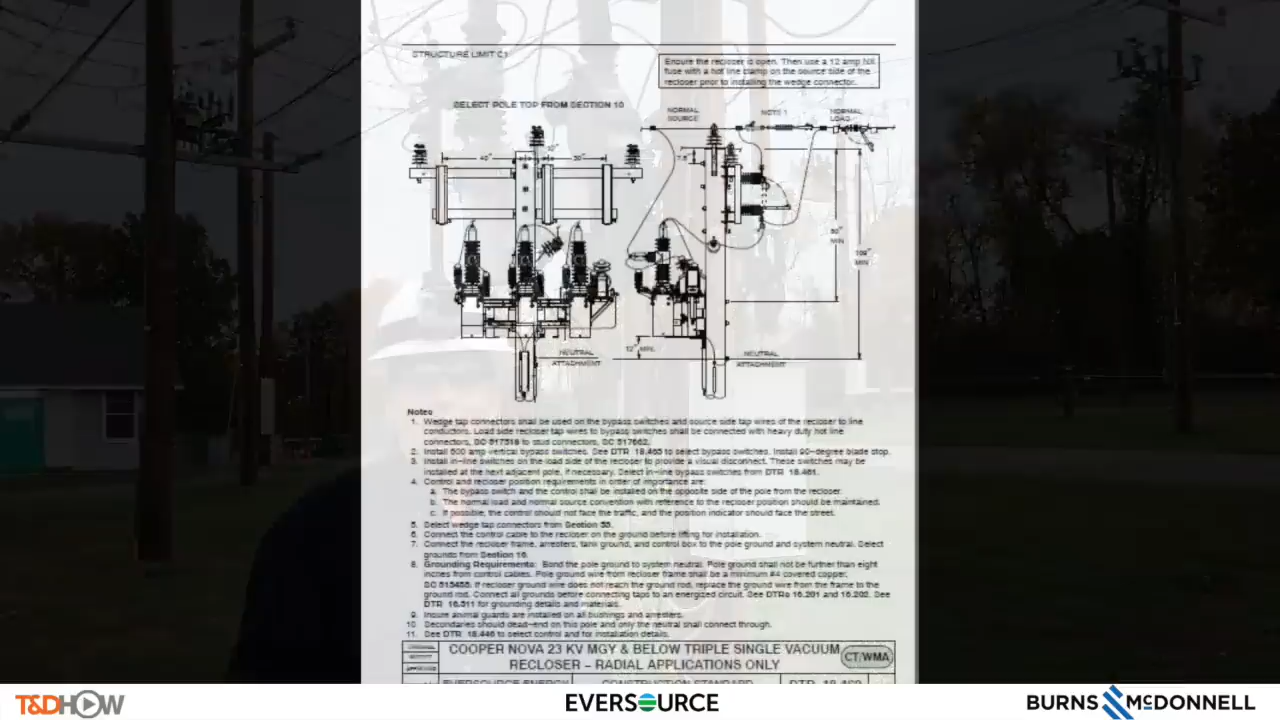 STRUCTURE LIMIT C1
Ensure the recloser is open. Then use a 12 amp NX
fuse with a hot line clamp on the source side of the
recloser prior to installing the wedge connector.
SELECT POLE TOP FROM SECTION 10
NORMAL
SOURCE
NOTE 1
NORMAL
LOAD
40"
30"
7.5"
MIN
MIN
12" MIN.
NEUTRAL
ATTACHMENT
NEUTRAL
ATTACHMENT
Notes
1. Wedge tap connectors shall be used on the bypass switches and source side tap wires of the recloser to line
conductors. Load side recloser tap wires to bypass switches shall be connected with heavy duty hot line
connectors, SC 517518 to stud connectors, SC 517662.
2. Install 600 amp vertical bypass switches. See DTR 18.465 to select bypass switches. Install 90-degree blade stop.
3. Install in-line switches on the load side of the recloser to provide a visual disconnect. These switches may be
installed at the next adjacent pole, if necessary. Select in-line bypass switches from DTR 18.461.
4. Control and recloser position requirements in order of importance are:
a. The bypass switch and the control shall be installed on the opposite side of the pole from the recloser.
b. The normal load and normal source convention with reference to the recloser position should be maintained.
c. If possible, the control should not face the traffic, and the position indicator should face the street.
5. Select wedge tap connectors from Section
6. Connect the control cable to the recloser on the ground before lifting for installation.
7. Connect the recloser frame, arresters, tank ground, and control box to the pole ground and system neutral. Select
grounds from Section 16.
8. Grounding Requirements: Bond the pole ground to system neutral. Pole ground shall not be further than eight
inches from control cables. Pole ground wire from recloser frame shall be a minimum #4 covered copper,
SC 513455. If recloser ground wire does not reach the ground rod, replace the ground wire from the frame to the
ground rod. Connect all grounds before connecting taps to an energized circuit. See DTRs 16.201 and 16.202. See
DTR 16.311 for grounding details and materials.
9. Insure animal guards are installed on all bushings and arresters.
10 Secondaries should dead-end on this pole and only the neutral shall connect through.
11. See DTR 18.446 to select control and for installation details.
COOPER NOVA 23 KV MGY & BELOW TRIPLE SINGLE VACUUM
RECLOSER - RADIAL APPLICATIONS ONLY
CT/WMA
EVERSOURCE ENERGY
CONSTRUCTION STANDARD
T&DHOW
EVERSOURCE
BURNS McDONNELL